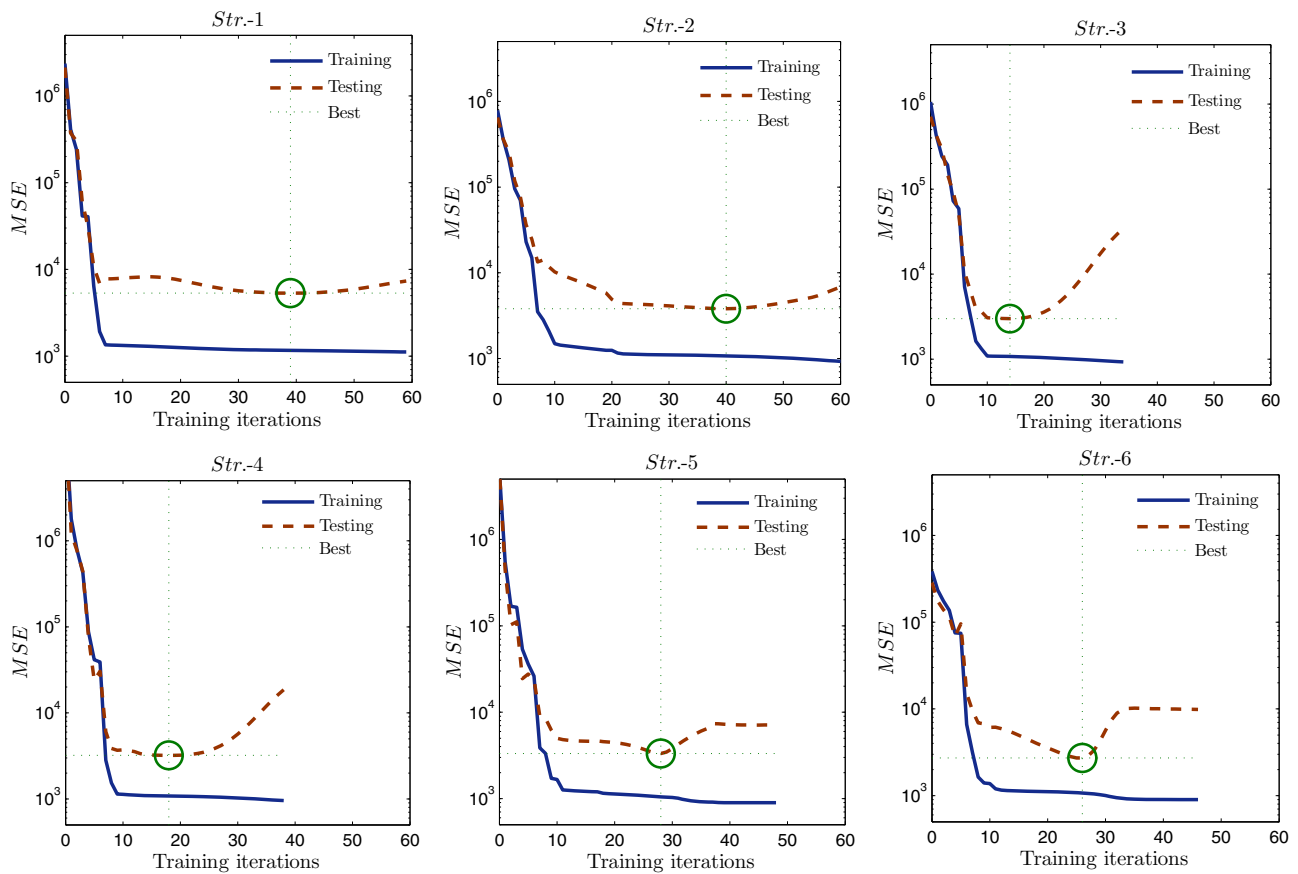 Str.-1
Training
Testing
Best
MSE
10^6
10^5
10^4
10^3
0 10 20 30 40 50 60
Training iterations
Str.-2
Training
Testing
Best
MSE
10^6
10^5
10^4
10^3
0 10 20 30 40 50 60
Training iterations
Str.-3
Training
Testing
Best
MSE
10^6
10^5
10^4
10^3
0 10 20 30 40 50 60
Training iterations
Str.-4
Training
Testing
Best
MSE
10^6
10^5
10^4
10^3
0 10 20 30 40 50 60
Training iterations
Str.-5
Training
Testing
Best
MSE
10^6
10^5
10^4
10^3
0 10 20 30 40 50 60
Training iterations
Str.-6
Training
Testing
Best
MSE
10^6
10^5
10^4
10^3
0 10 20 30 40 50 60
Training iterations